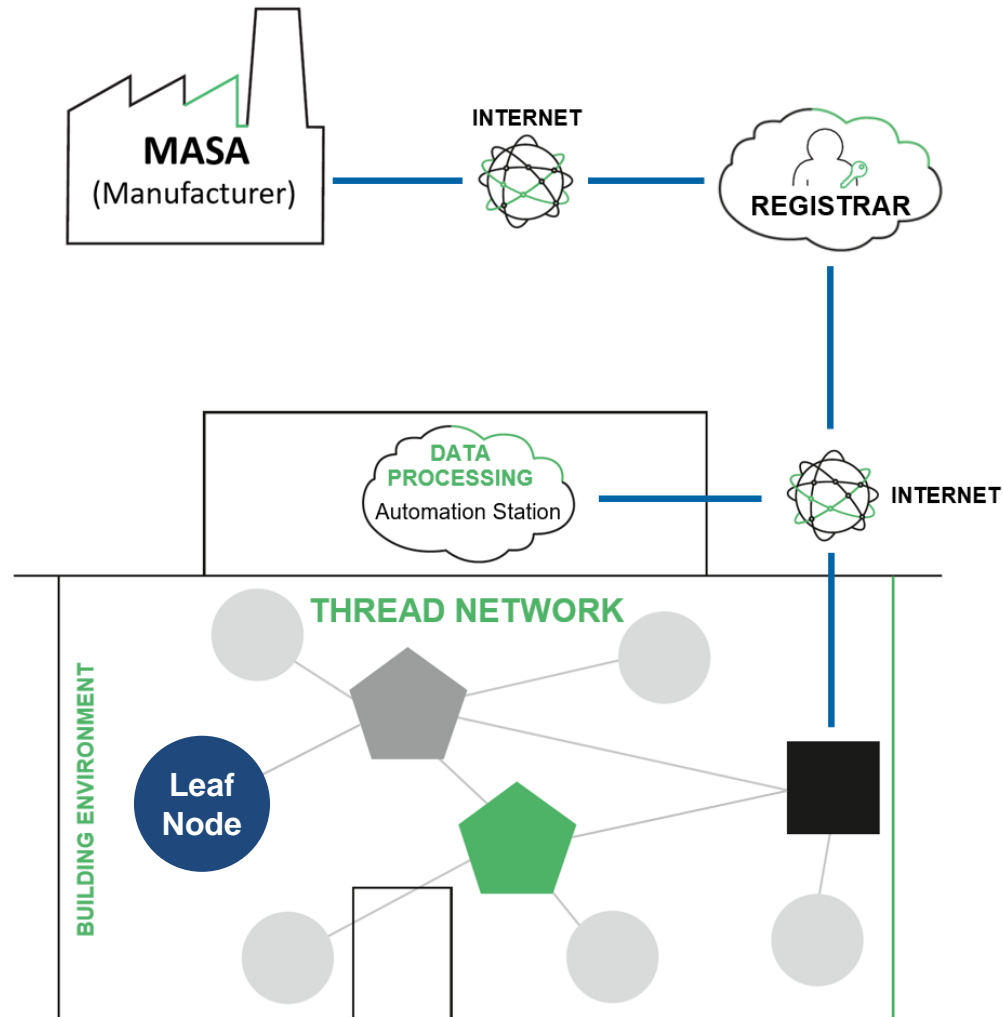 INTERNET
MASA
(Manufacturer)
REGISTRAR
DATA
PROCESSING
Automation Station
INTERNET
THREAD NETWORK
BUILDING ENVIRONMENT
Leaf
Node